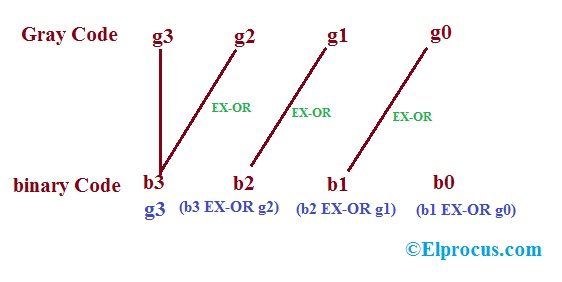 Gray Code g3 g2 g1 g0
EX-OR EX-OR EX-OR
binary Code b3 b2 b1 b0
g3 (b3 EX-OR g2) (b2 EX-OR g1) (b1 EX-OR g0)
©Elprocus.com